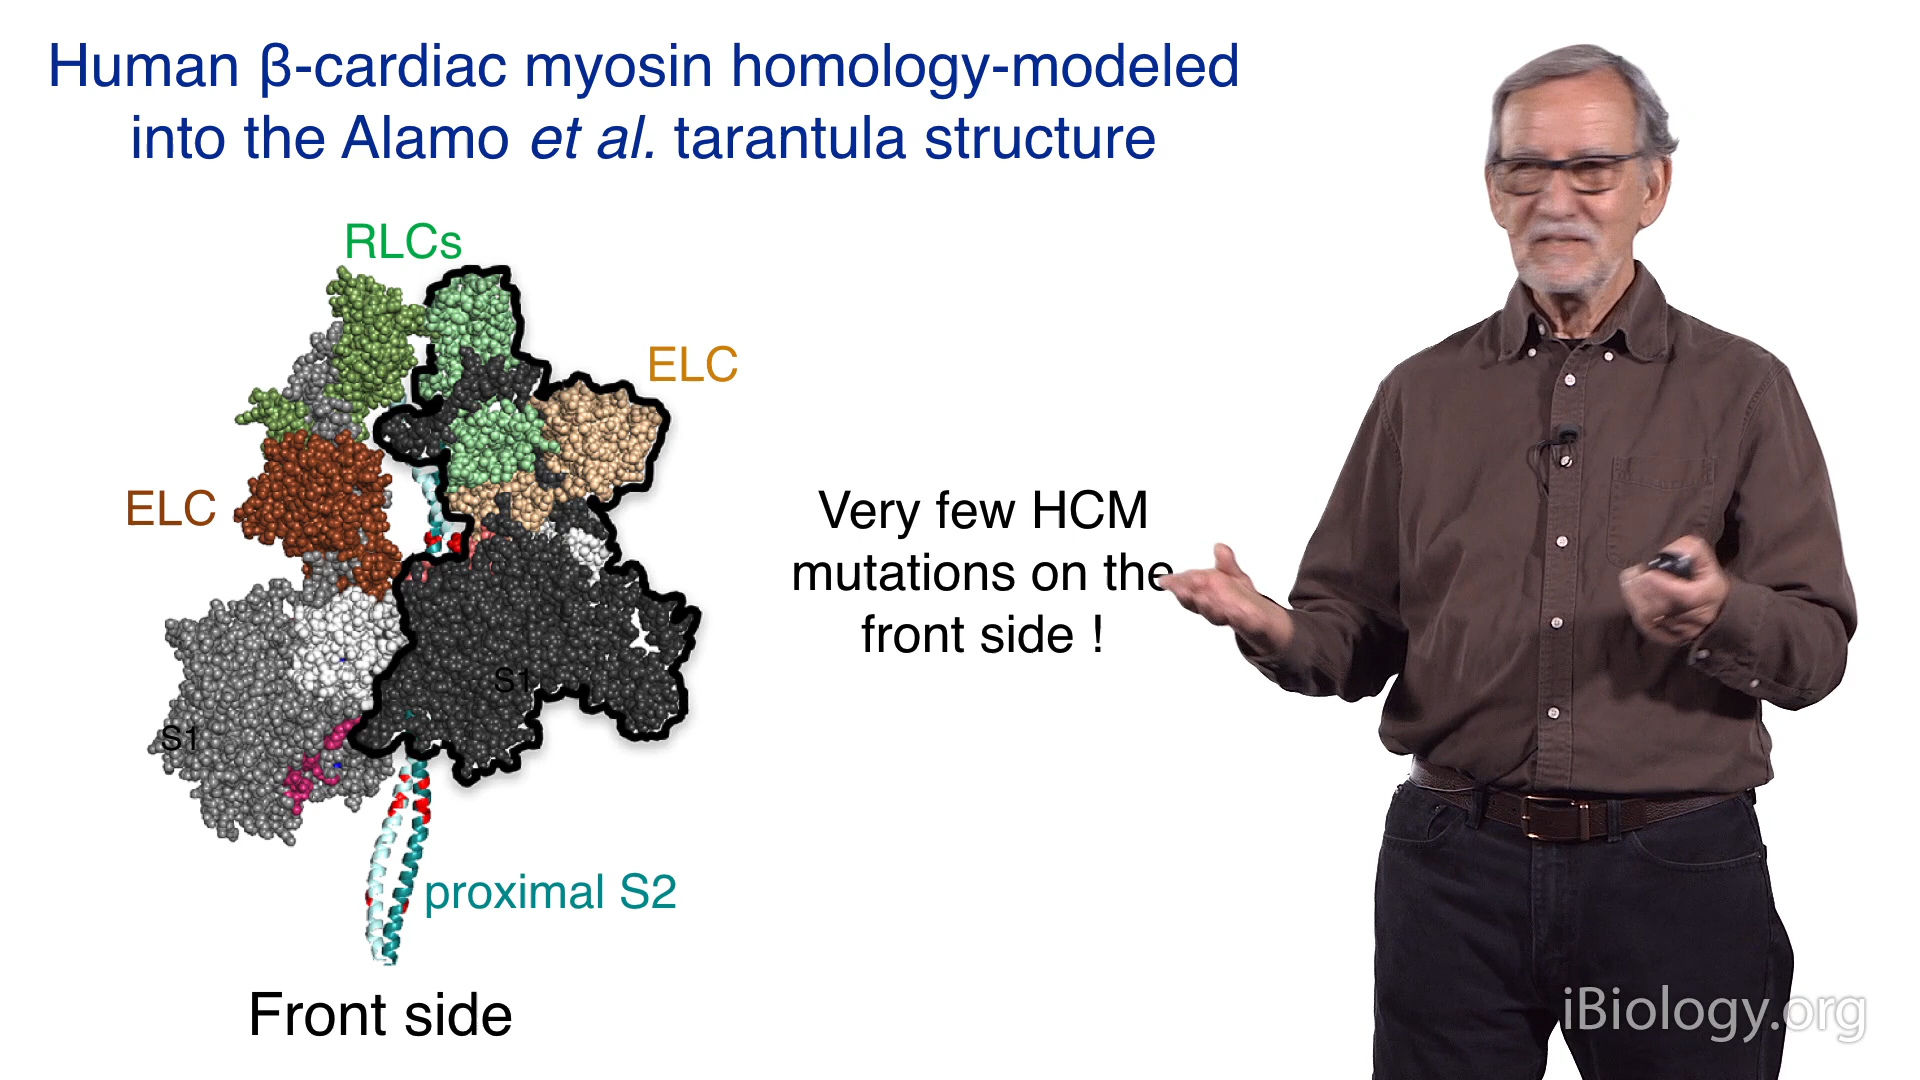 Human β-cardiac myosin homology-modeled
into the Alamo et al. tarantula structure
RLCs
ELC
ELC
Very few HCM
mutations on the
front side !
S1
S1
proximal S2
Front side
iBiology.org